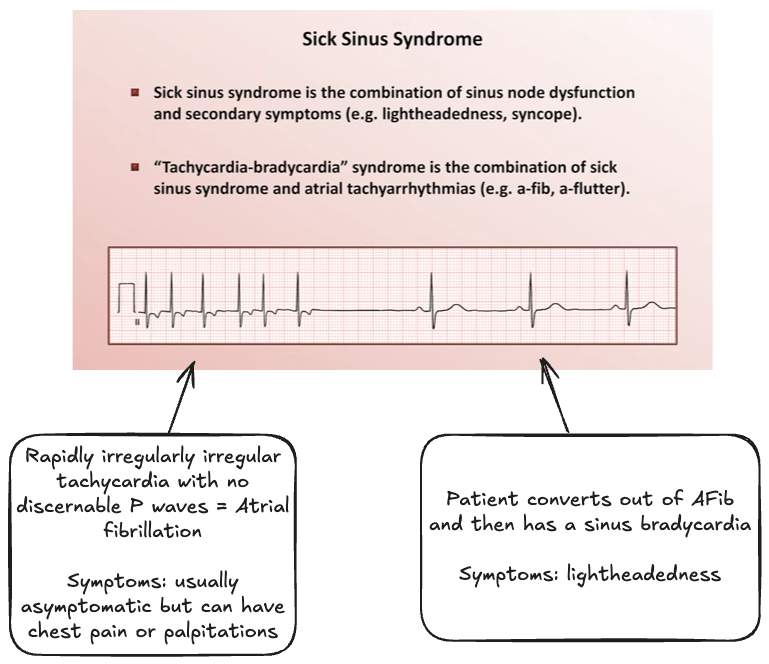 Sick Sinus Syndrome
Sick sinus syndrome is the combination of sinus node dysfunction
and secondary symptoms (e.g. lightheadedness, syncope).
“Tachycardia-bradycardia” syndrome is the combination of sick
sinus syndrome and atrial tachyarrhythmias (e.g. a-fib, a-flutter).
II
Rapidly irregularly irregular
tachycardia with no
discernable P waves = Atrial
fibrillation
Symptoms: usually
asymptomatic but can have
chest pain or palpitations
Patient converts out of AFib
and then has a sinus bradycardia
Symptoms: lightheadedness